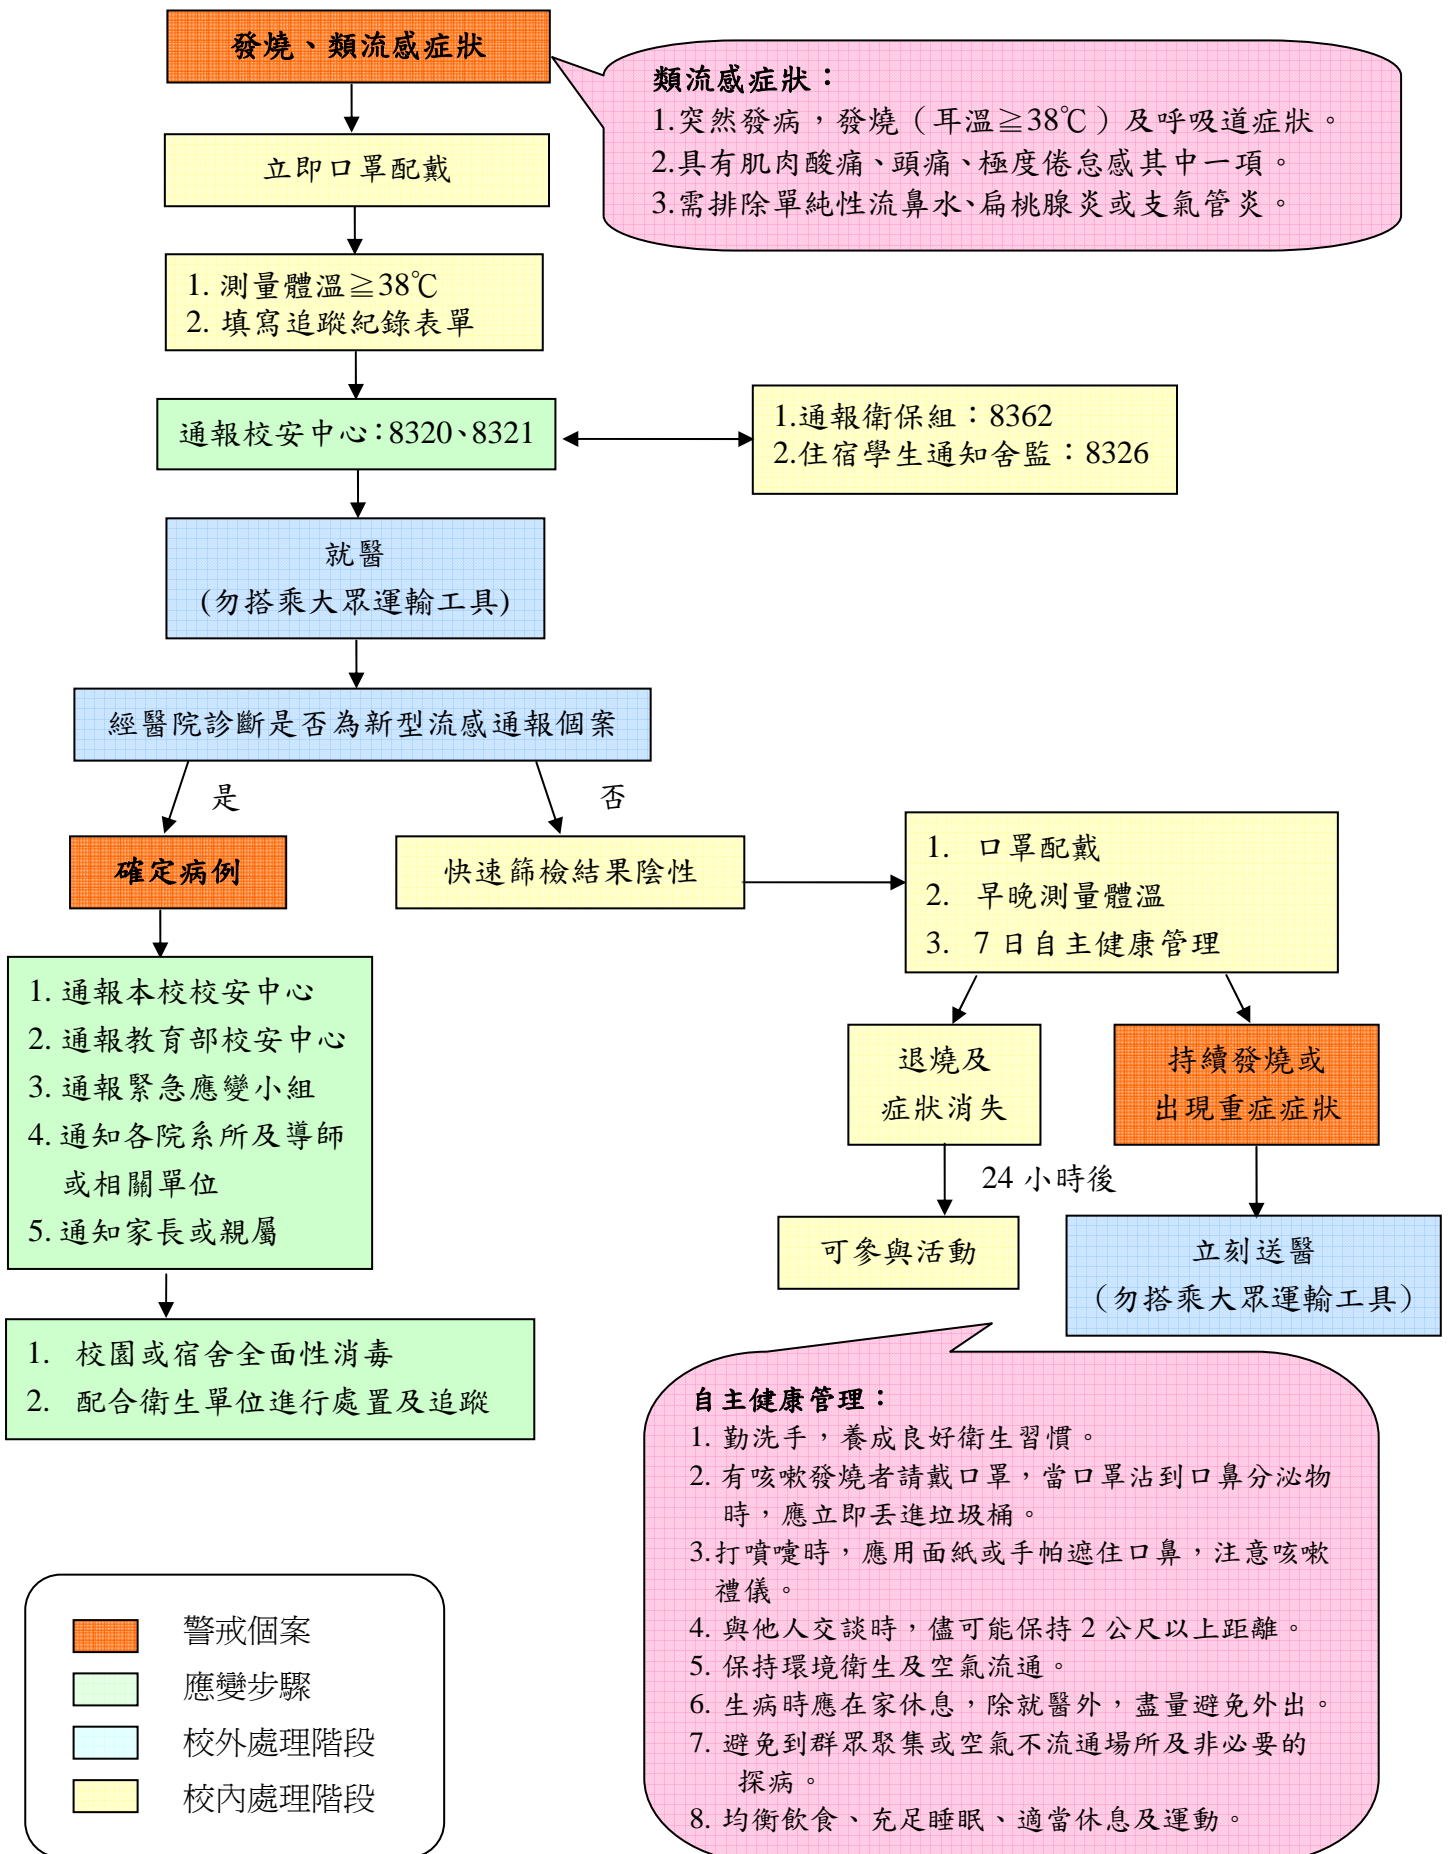 發燒、類流感症狀
類流感症狀：
1.突然發病，發燒（耳溫≧38℃）及呼吸道症狀。
2.具有肌肉酸痛、頭痛、極度倦怠感其中一項。
3.需排除單純性流鼻水、扁桃腺炎或支氣管炎。
立即口罩配戴
1. 測量體溫≧38℃
2. 填寫追蹤紀錄表單
通報校安中心：8320、8321
1.通報衛保組：8362
2.住宿學生通知舍監：8326
就醫
(勿搭乘大眾運輸工具)
經醫院診斷是否為新型流感通報個案
是
否
確定病例
快速篩檢結果陰性
1. 口罩配戴
2. 早晚測量體溫
3. 7 日自主健康管理
1. 通報本校校安中心
2. 通報教育部校安中心
3. 通報緊急應變小組
4. 通知各院系所及導師
或相關單位
5. 通知家長或親屬
退燒及
症狀消失
持續發燒或
出現重症症狀
24 小時後
可參與活動
立刻送醫
（勿搭乘大眾運輸工具）
1. 校園或宿舍全面性消毒
2. 配合衛生單位進行處置及追蹤
自主健康管理：
1. 勤洗手，養成良好衛生習慣。
2. 有咳嗽發燒者請戴口罩，當口罩沾到口鼻分泌物
時，應立即丟進垃圾桶。
3.打噴嚏時，應用面紙或手帕遮住口鼻，注意咳嗽
禮儀。
4. 與他人交談時，儘可能保持 2 公尺以上距離。
5. 保持環境衛生及空氣流通。
6. 生病時應在家休息，除就醫外，盡量避免外出。
7. 避免到群眾聚集或空氣不流通場所及非必要的
探病。
8. 均衡飲食、充足睡眠、適當休息及運動。
警戒個案
應變步驟
校外處理階段
校內處理階段